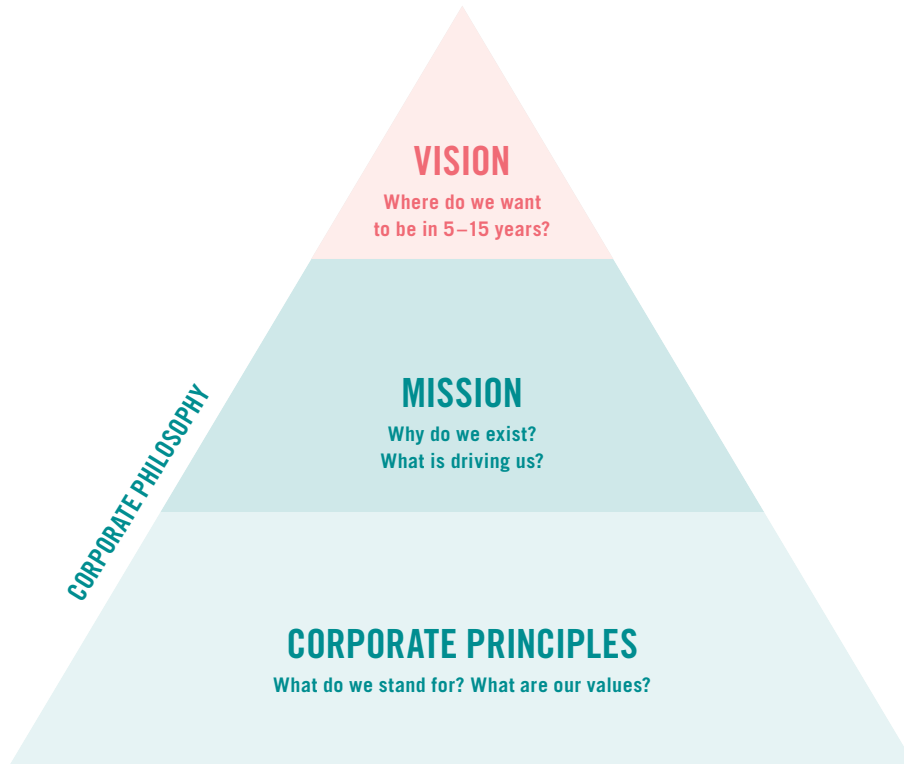 VISION
Where do we want
to be in 5–15 years?
MISSION
Why do we exist?
What is driving us?
CORPORATE PHILOSOPHY
CORPORATE PRINCIPLES
What do we stand for? What are our values?